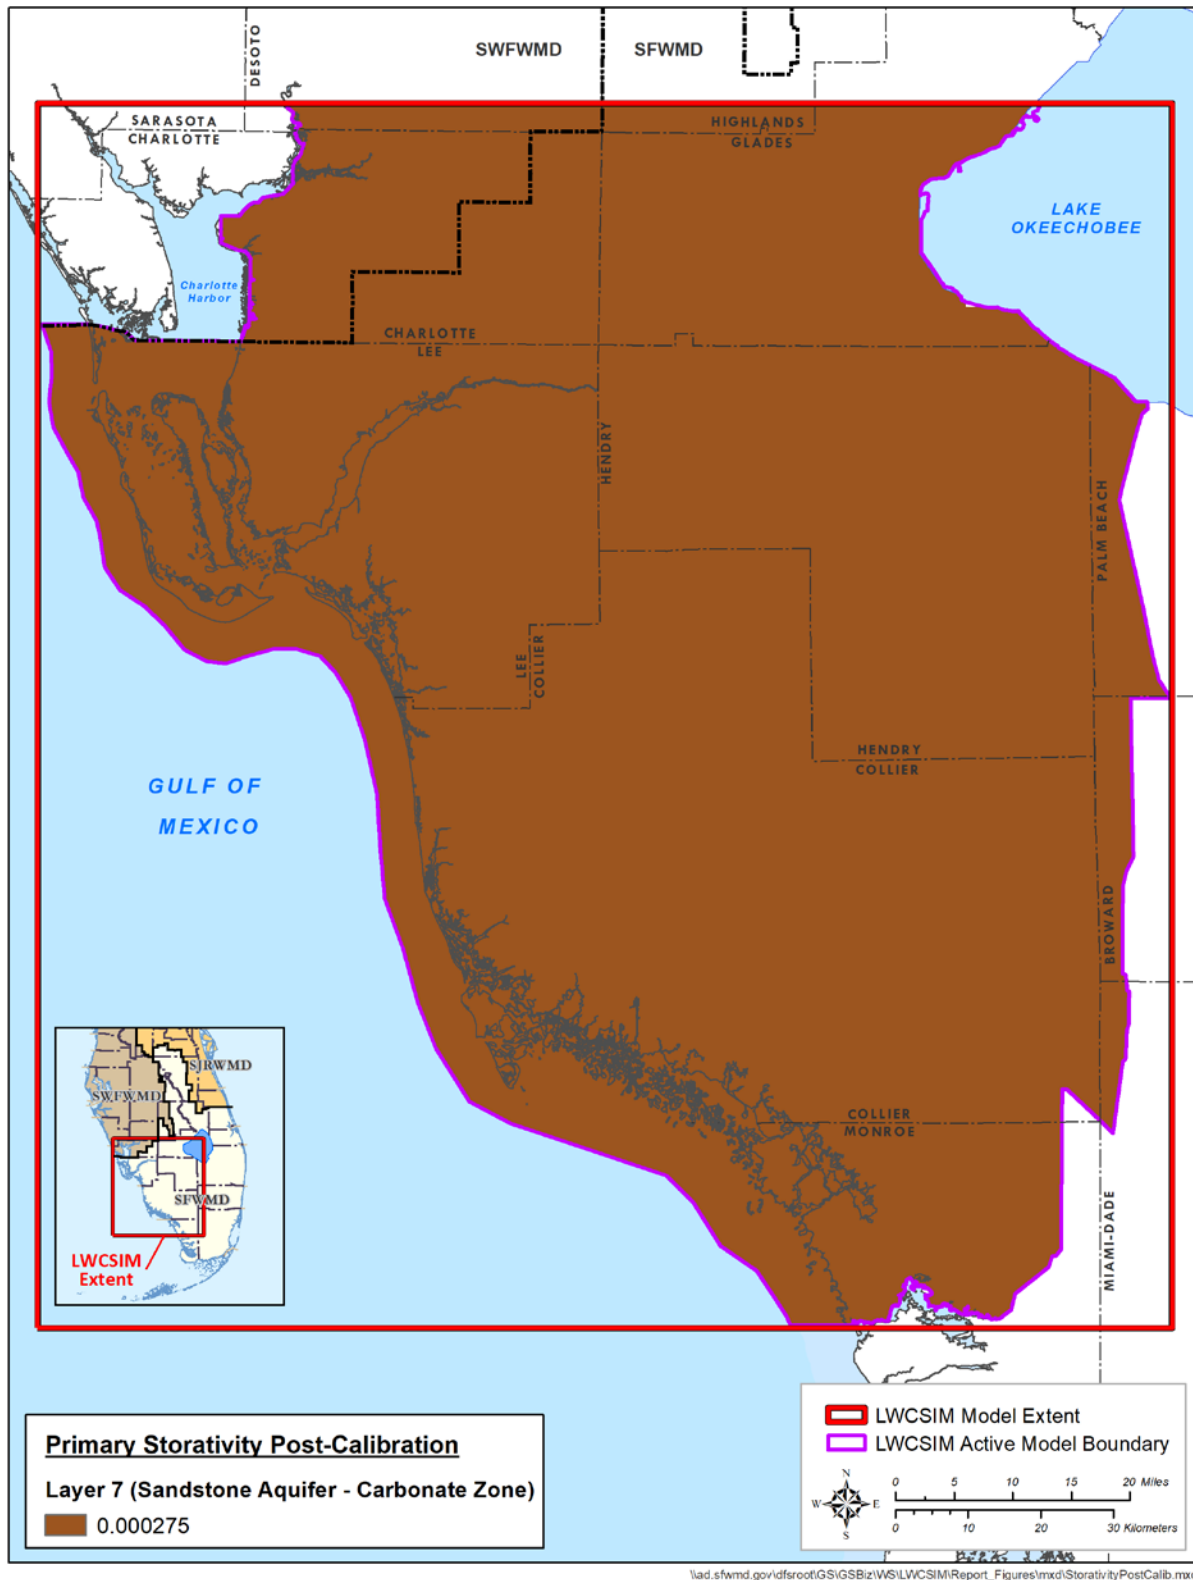 SWFWMD
SFWMD
DESOTO
SARASOTA
CHARLOTTE
HIGHLANDS
GLADES
LAKE
OKEECHOBEE
Charlotte
Harbor
CHARLOTTE
LEE
HENDRY
PALM BEACH
LEE
COLLIER
HENDRY
COLLIER
GULF OF
MEXICO
BROWARD
COLLIER
MONROE
MIAMI-DADE
SJRWMD
SWFWMD
SFWMD
LWCSIM
Extent
LWCSIM Model Extent
LWCSIM Active Model Boundary
N
W
E
S
0 5 10 15 20 Miles
0 10 20 30 Kilometers
Primary Storativity Post-Calibration
Layer 7 (Sandstone Aquifer - Carbonate Zone)
0.000275
\\ad.sfwmd.gov\dfsroot\GS\GSBiz\WS\LWCSIM\Report_Figures\mxd\StorativityPostCalib.mxd